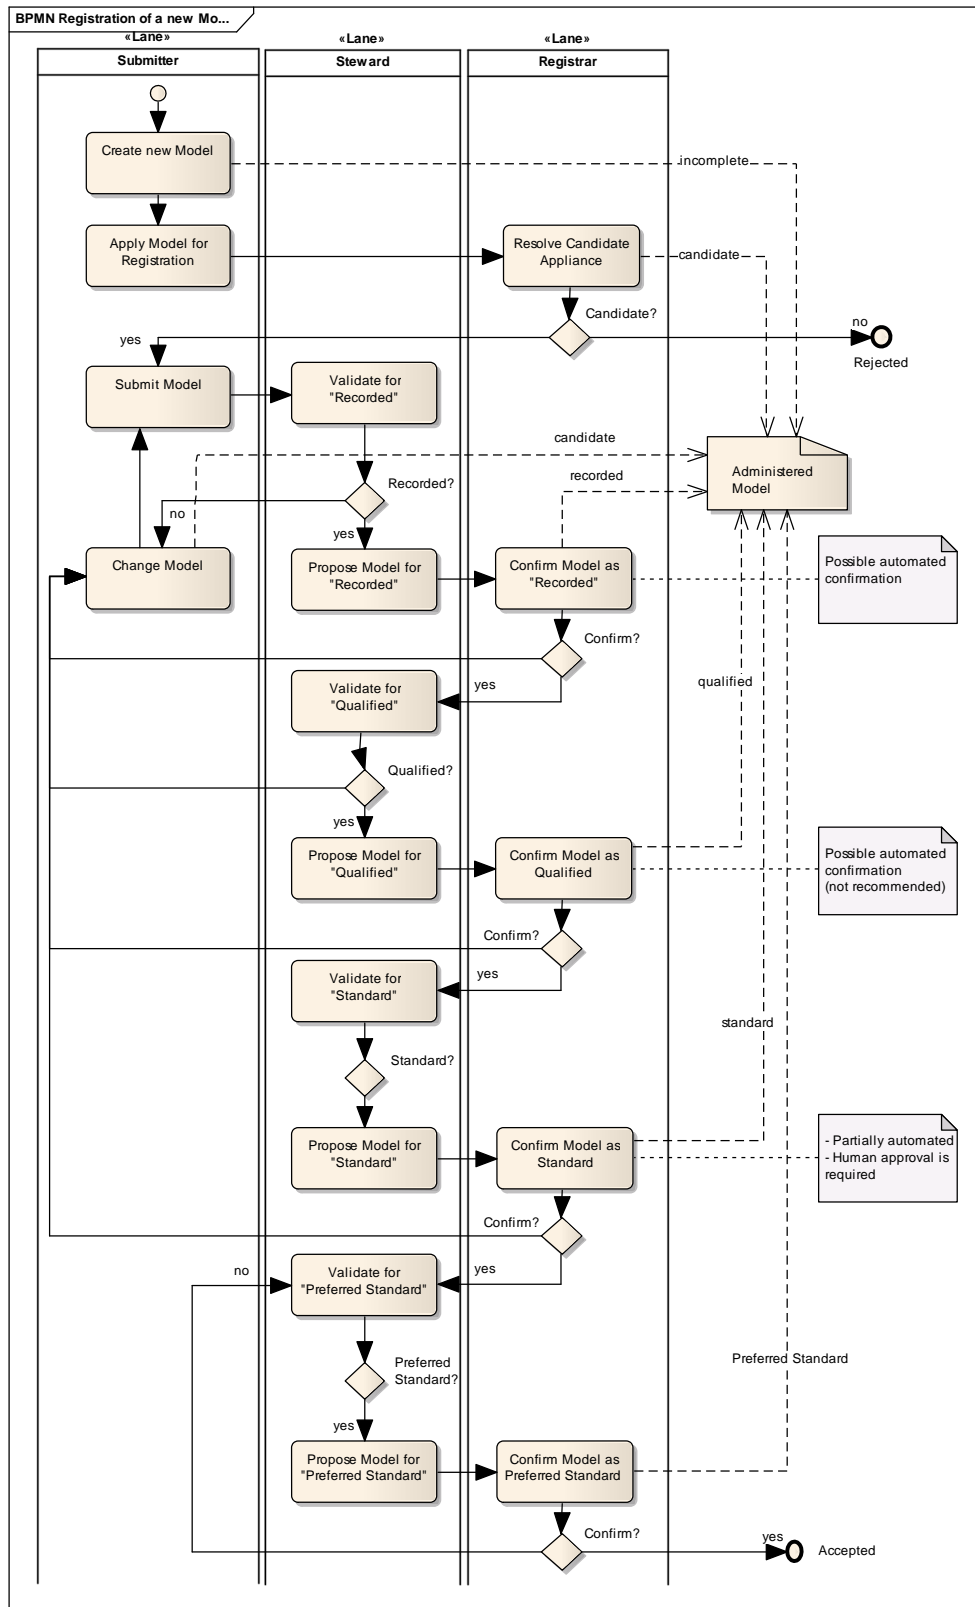 BPMN Registration of a new Mo...
«Lane»
Submitter
«Lane»
Steward
«Lane»
Registrar
Create new Model
incomplete
Apply Model for
Registration
Resolve Candidate
Appliance
candidate
Candidate?
yes
no
Rejected
Submit Model
Validate for
"Recorded"
candidate
Administered
Model
Recorded?
recorded
no
yes
Change Model
Propose Model for
"Recorded"
Confirm Model as
"Recorded"
Possible automated
confirmation
Confirm?
yes
Validate for
"Qualified"
qualified
Qualified?
yes
Propose Model for
"Qualified"
Confirm Model as
Qualified
Possible automated
confirmation
(not recommended)
Confirm?
yes
Validate for
"Standard"
standard
Standard?
Propose Model for
"Standard"
Confirm Model as
Standard
- Partially automated
- Human approval is
required
Confirm?
yes
no
Validate for
"Preferred Standard"
Preferred
Standard?
Preferred Standard
yes
Propose Model for
"Preferred Standard"
Confirm Model as
Preferred Standard
Confirm?
yes
Accepted